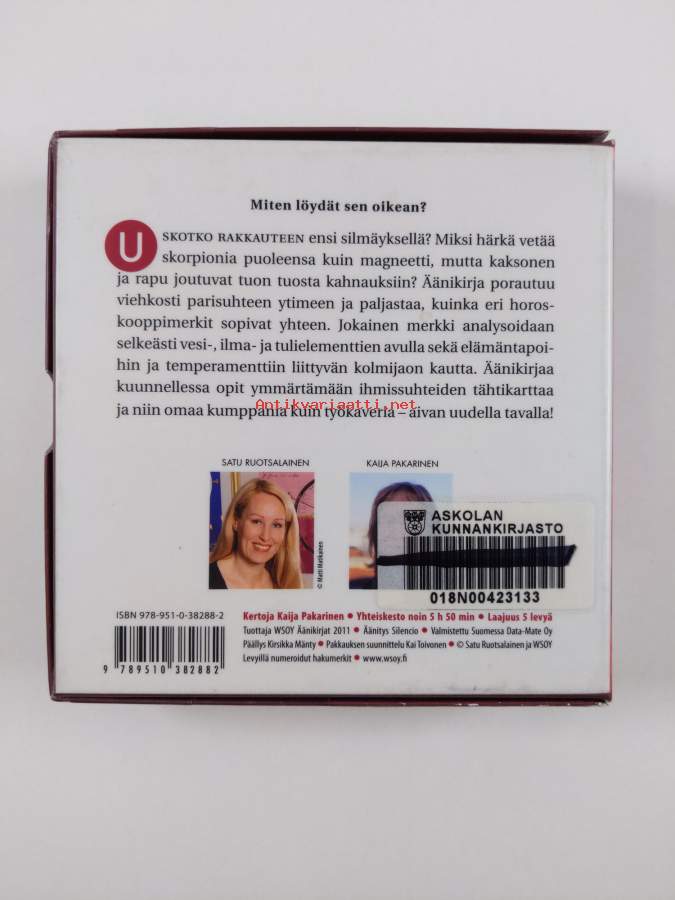 Miten löydät sen oikean?
USKOTKO RAKKAUTEEN ensi silmäyksellä? Miksi härkä vetää
skorpionia puoleensa kuin magneetti, mutta kaksonen
ja rapu joutuvat tuon tuosta kahnauksiin? Äänikirja porautuu
viehkosti parisuhteen ytimeen ja paljastaa, kuinka eri horos-
kooppimerkit sopivat yhteen. Jokainen merkki analysoidaan
selkeästi vesi-, ilma- ja tulielementtien avulla sekä elämäntapoi-
hin ja temperamenttiin liittyvän kolmijaon kautta. Äänikirjaa
kuunnellessa opit ymmärtämään ihmissuhteiden tähtikarttaa
Antikvariaatti.net
ja niin omaa kumppania kuin työkaveria – aivan uudella tavalla!
SATU RUOTSALAINEN
KAIJA PAKARINEN
© Matti Matikainen
ASKOLAN
KUNNANKIRJASTO
018N00423133
ISBN 978-951-0-38288-2
9 789510 382882
Kertoja Kaija Pakarinen • Yhteiskesto noin 5 h 50 min • Laajuus 5 levyä
Tuottaja WSOY Äänikirjat 2011 • Äänitys Silencio • Valmistettu Suomessa Data-Mate Oy
Päällys Kirsikka Mänty • Pakkauksen suunnittelu Kai Toivonen • © Satu Ruotsalainen ja WSOY
Levyillä numeroidut hakumerkit • www.wsoy.fi